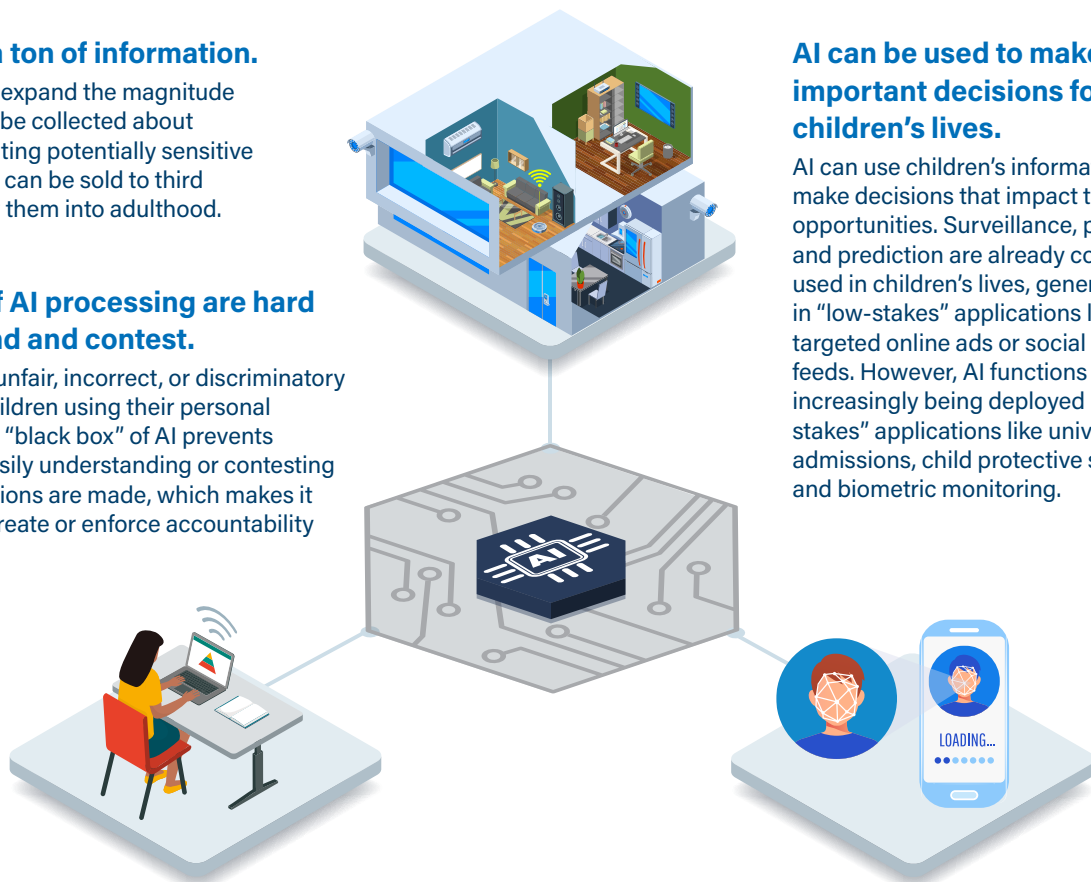 ton of information.
expand the magnitude
be collected about
ting potentially sensitive
can be sold to third
them into adulthood.
AI processing are hard
d and contest.
unfair, incorrect, or discriminatory
ildren using their personal
“black box” of AI prevents
sily understanding or contesting
ions are made, which makes it
reate or enforce accountability
AI can be used to make
important decisions fo
children’s lives.
AI can use children’s informa
make decisions that impact t
opportunities. Surveillance, p
and prediction are already co
used in children’s lives, gener
in “low-stakes” applications l
targeted online ads or social
feeds. However, AI functions
increasingly being deployed
stakes” applications like univ
admissions, child protective s
and biometric monitoring.
AI
LOADING...